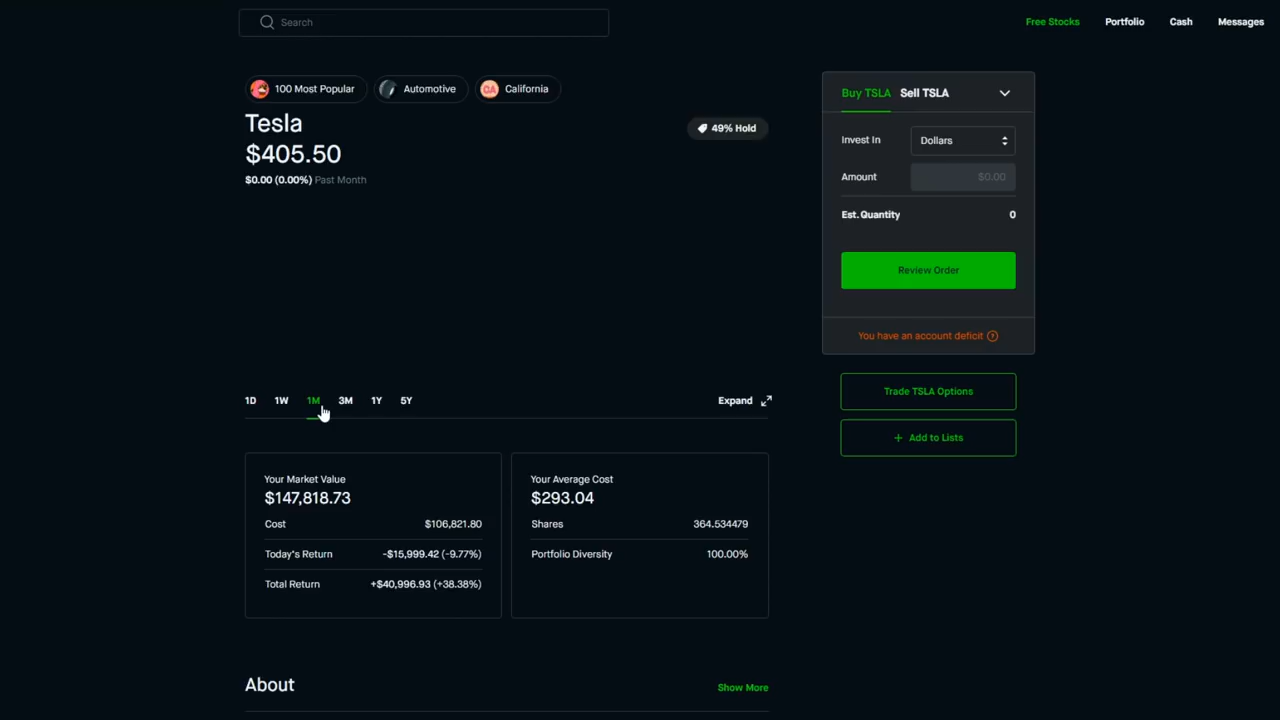 Search
Free Stocks Portfolio Cash Messages
100 Most Popular Automotive CA California
Tesla
$405.50
$0.00 (0.00%) Past Month
49% Hold
Buy TSLA Sell TSLA
Invest In Dollars
Amount $0.00
Est. Quantity 0
Review Order
You have an account deficit ?
Trade TSLA Options
+ Add to Lists
1D 1W 1M 3M 1Y 5Y Expand
Your Market Value
$147,818.73
Cost $106,821.80
Today's Return -$15,999.42 (-9.77%)
Total Return +$40,996.93 (+38.38%)
Your Average Cost
$293.04
Shares 364.534479
Portfolio Diversity 100.00%
About Show More